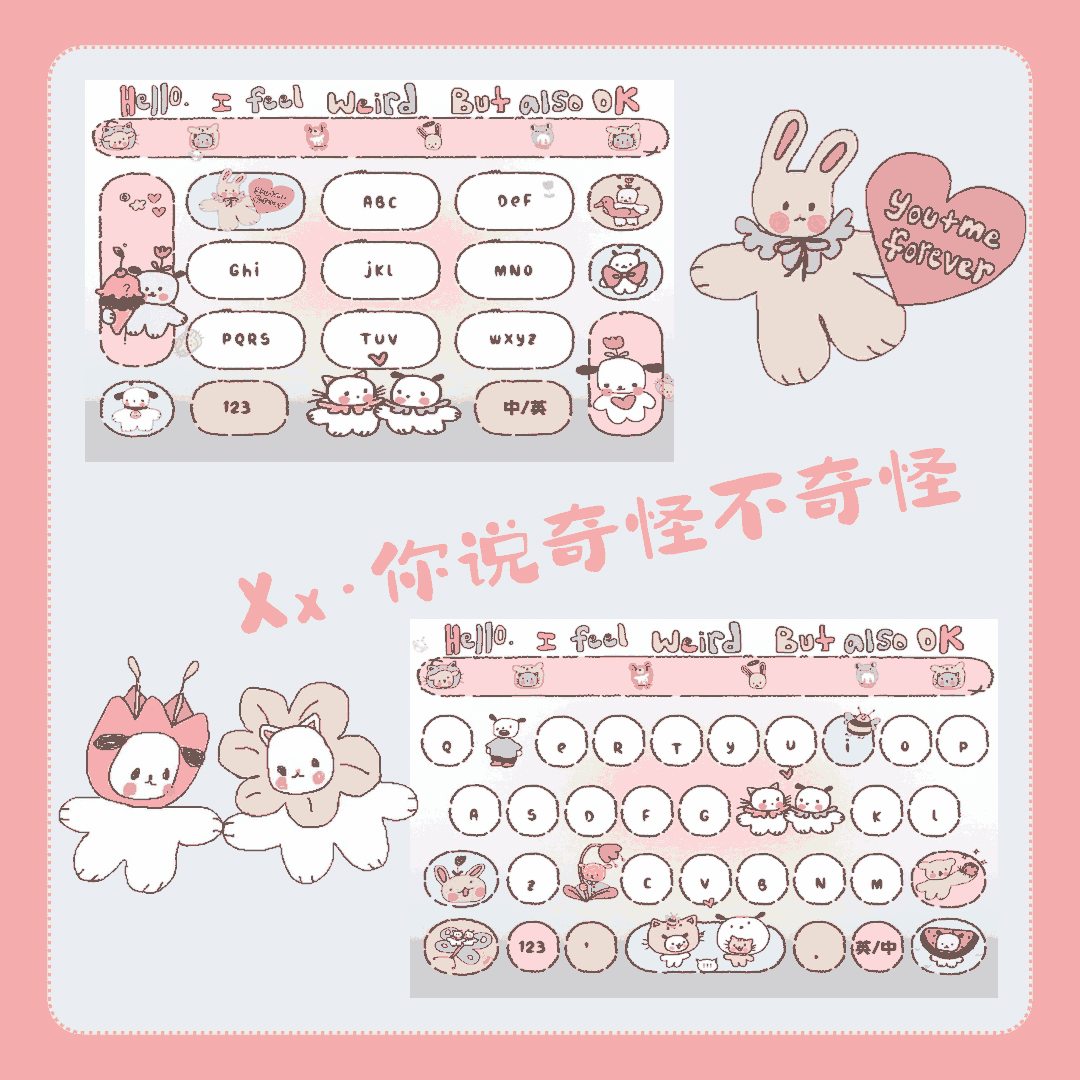 Hello. I feel weird But also OK
ABC DeF
Ghi jKL MNO
PQRS TUV WXYZ
123 中/英
you+me
forever
Xx·你说奇怪不奇怪
Hello. I feel weird But also OK
Q e R T y U i O P
A S D F G K L
z C V B N M
123 ' , 英/中